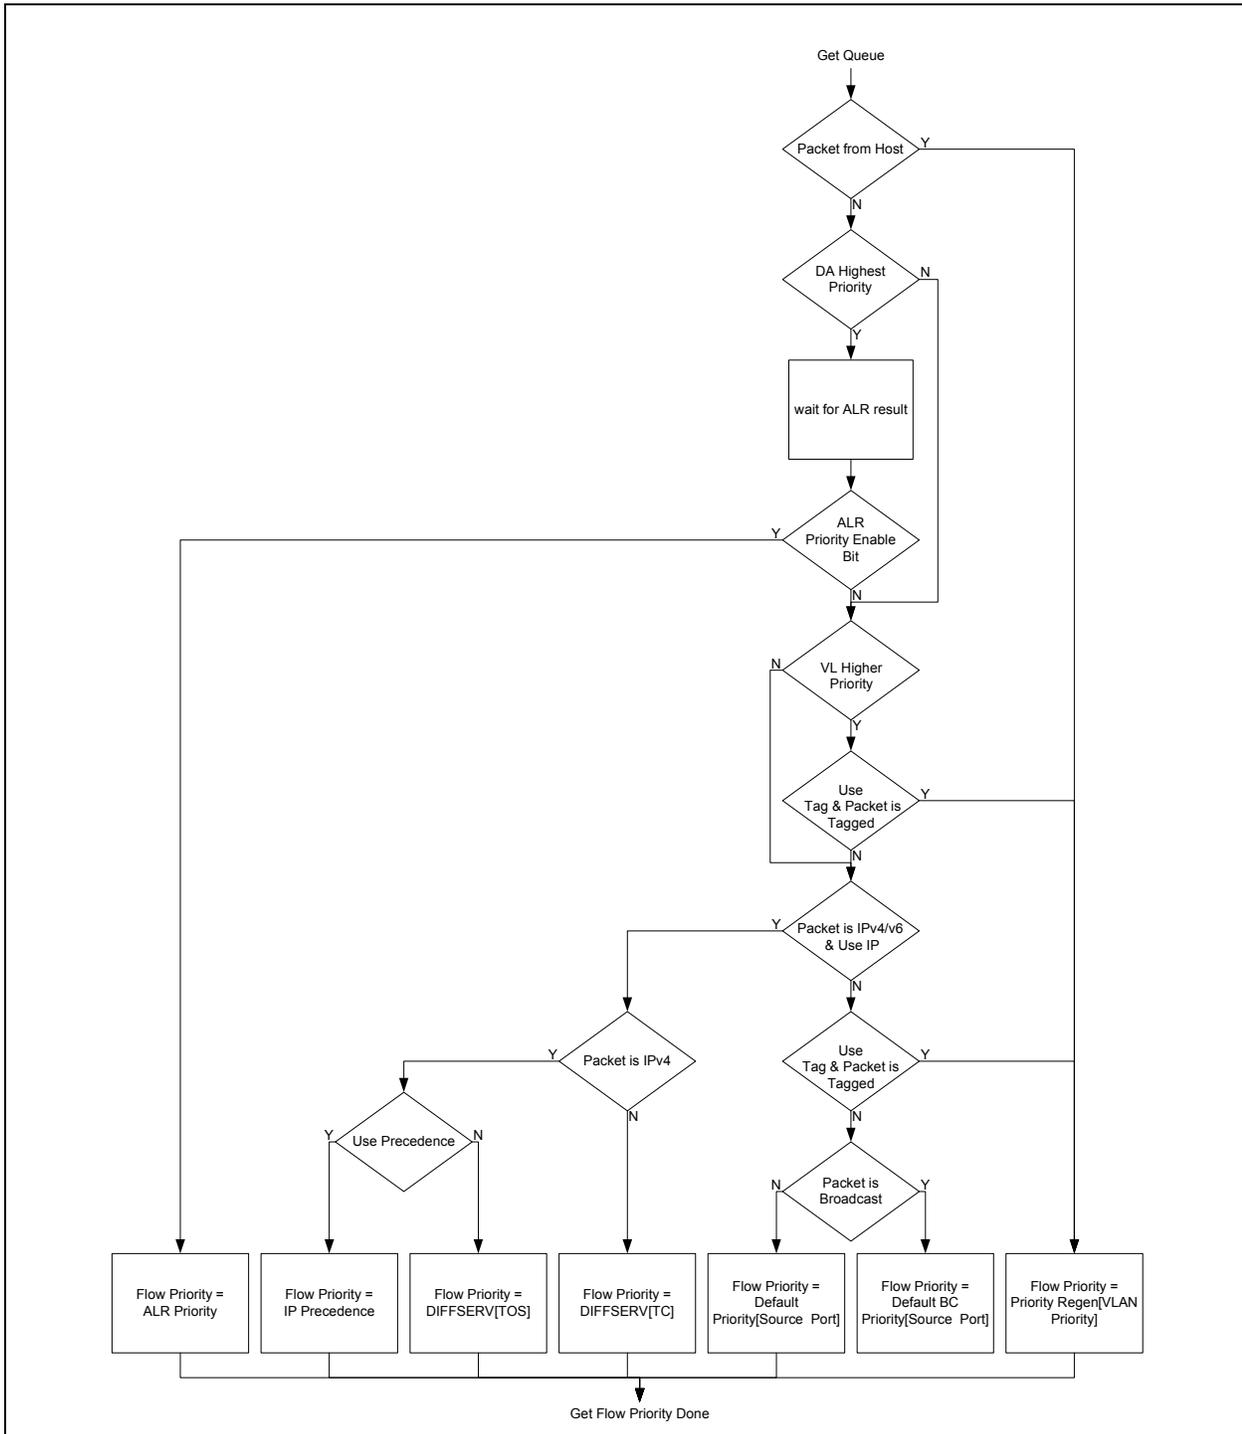 Get Queue
Packet from Host
Y
N
DA Highest
Priority
N
Y
wait for ALR result
ALR
Priority Enable
Bit
Y
N
VL Higher
Priority
N
Y
Use
Tag & Packet is
Tagged
Y
N
Packet is IPv4/v6
& Use IP
Y
N
Packet is IPv4
Y
N
Use
Tag & Packet is
Tagged
Y
N
Use Precedence
Y
N
Packet is
Broadcast
N
Y
Flow Priority =
ALR Priority
Flow Priority =
IP Precedence
Flow Priority =
DIFFSERV[TOS]
Flow Priority =
DIFFSERV[TC]
Flow Priority =
Default
Priority[Source Port]
Flow Priority =
Default BC
Priority[Source Port]
Flow Priority =
Priority Regen[VLAN
Priority]
Get Flow Priority Done